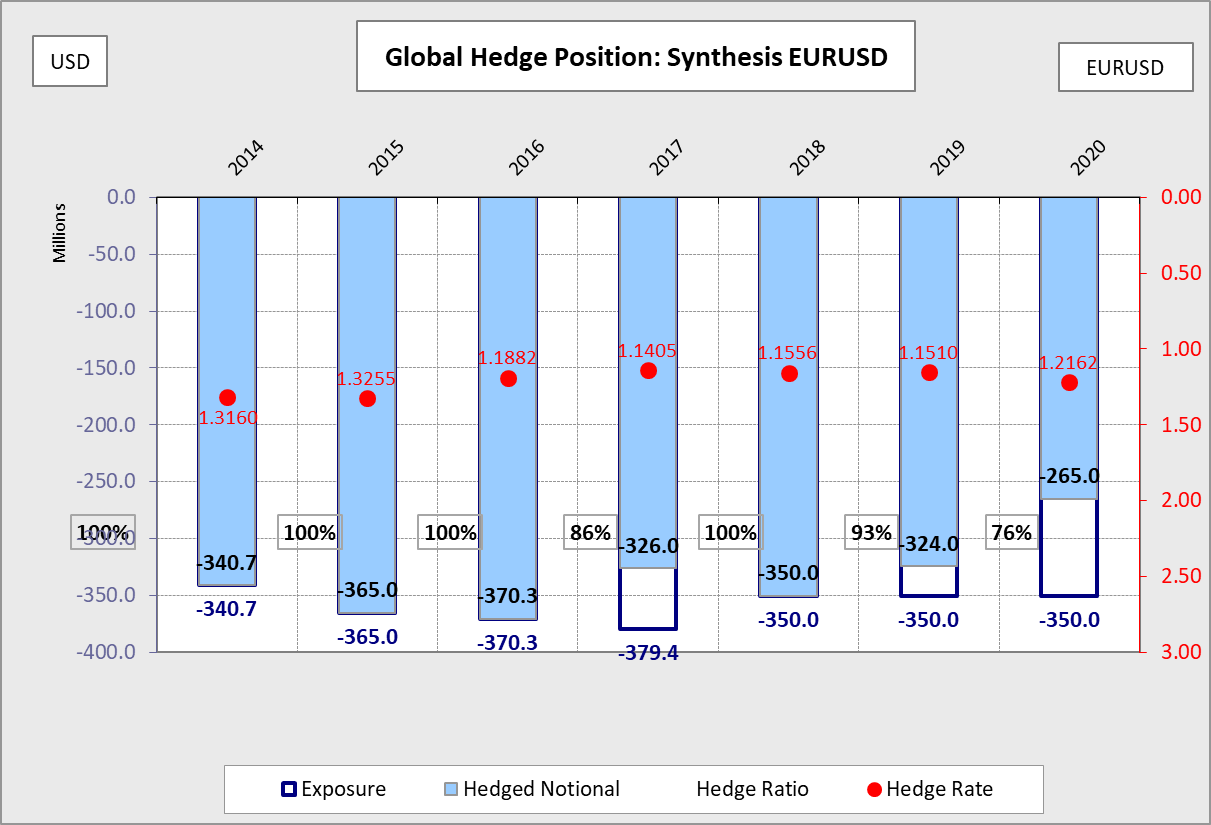 Global Hedge Position: Synthesis EURUSD
USD
EURUSD
2014 2015 2016 2017 2018 2019 2020
Millions
0.0
-50.0
-100.0
-150.0
-200.0
-250.0
-300.0
-350.0
-400.0
0.00
0.50
1.00
1.50
2.00
2.50
3.00
1.3160 1.3255 1.1882 1.1405 1.1556 1.1510 1.2162
100% 100% 100% 86% 100% 93% 76%
-340.7 -365.0 -370.3 -326.0 -350.0 -324.0 -265.0
-340.7 -365.0 -370.3 -379.4 -350.0 -350.0 -350.0
Exposure Hedged Notional Hedge Ratio Hedge Rate